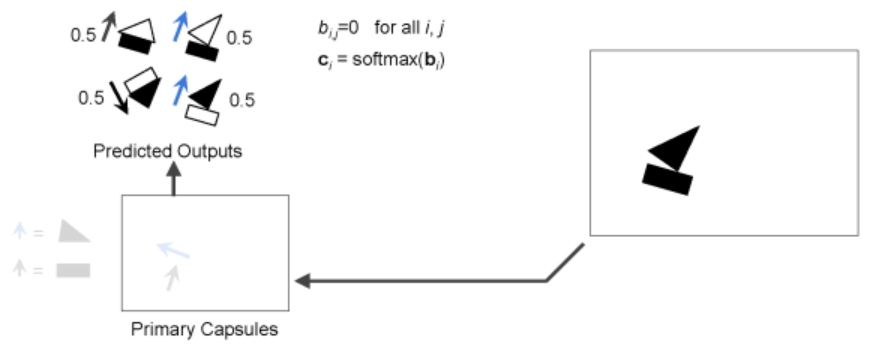 0.5
0.5
b_{i,j}=0 for all i, j
c_i = softmax(b_i)
0.5
0.5
Predicted Outputs
=
=
Primary Capsules